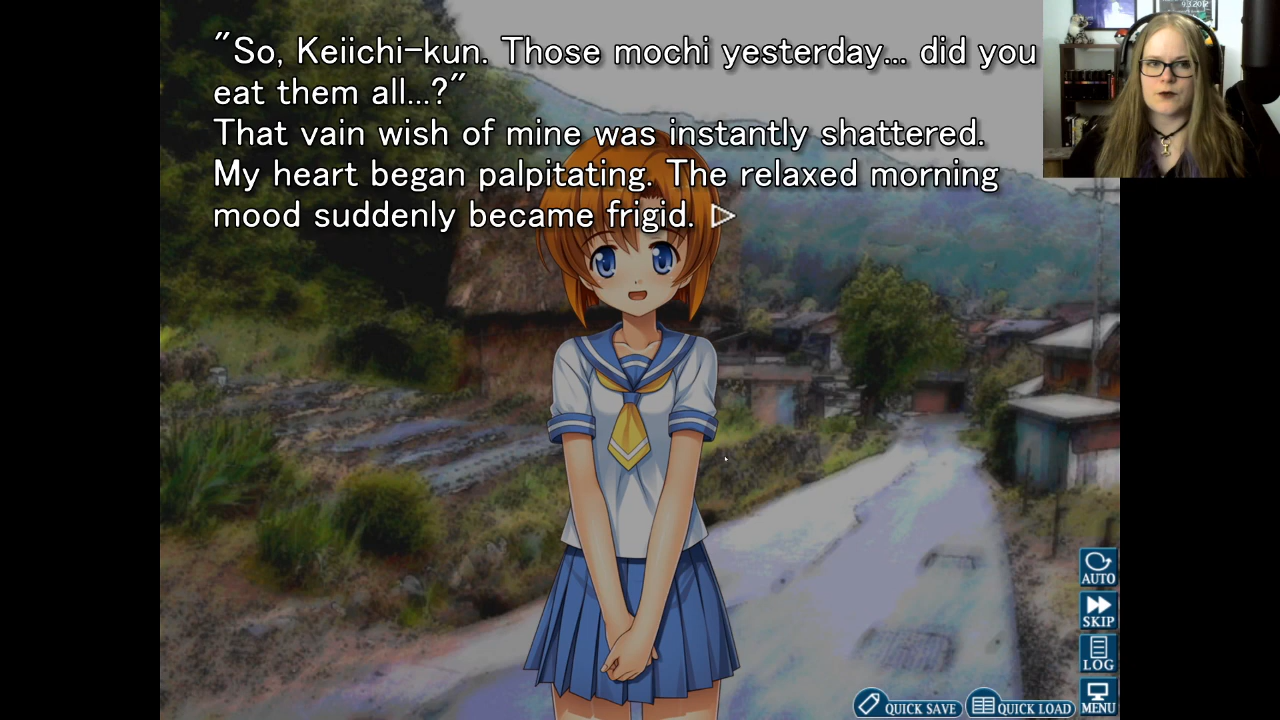 "So, Keiichi-kun. Those mochi yesterday... did you
eat them all...?"
That vain wish of mine was instantly shattered.
My heart began palpitating. The relaxed morning
mood suddenly became frigid.
AUTO
SKIP
LOG
MENU
QUICK SAVE
QUICK LOAD